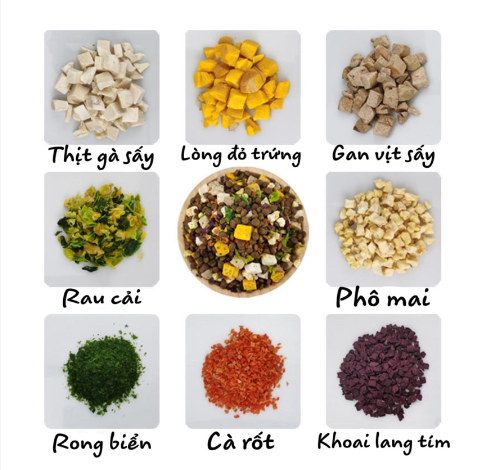 Thịt gà sấy
Lòng đỏ trứng
Gan vịt sấy
Rau cải
Phô mai
Rong biển
Cà rốt
Khoai lang tím